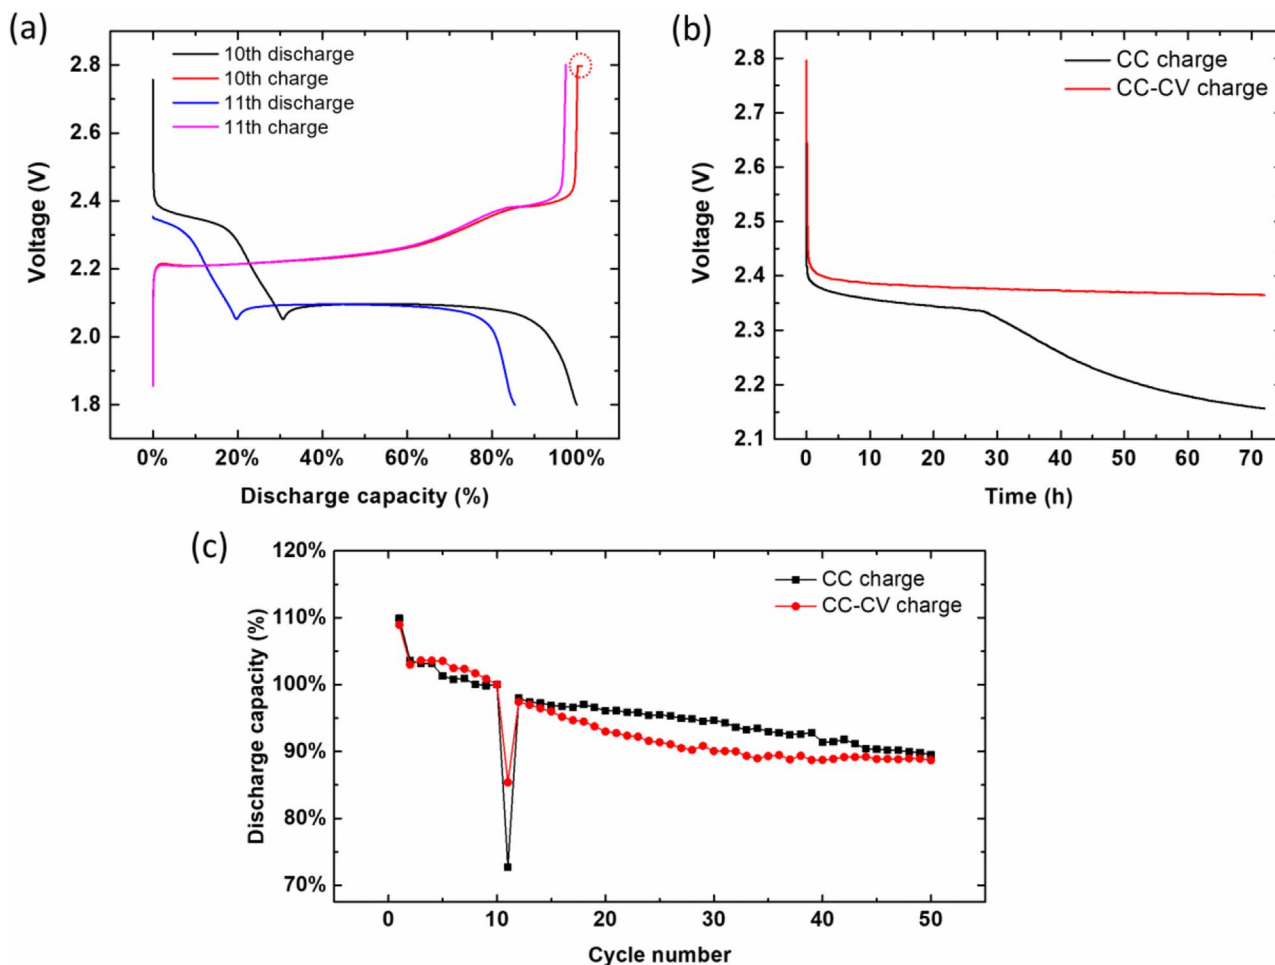 (a)
10th discharge
10th charge
11th discharge
11th charge
2.8
2.6
2.4
2.2
2.0
1.8
Voltage (V)
0% 20% 40% 60% 80% 100%
Discharge capacity (%)
(b)
CC charge
CC-CV charge
2.8
2.7
2.6
2.5
2.4
2.3
2.2
2.1
Voltage (V)
0 10 20 30 40 50 60 70
Time (h)
(c)
CC charge
CC-CV charge
120%
110%
100%
90%
80%
70%
Discharge capacity (%)
0 10 20 30 40 50
Cycle number